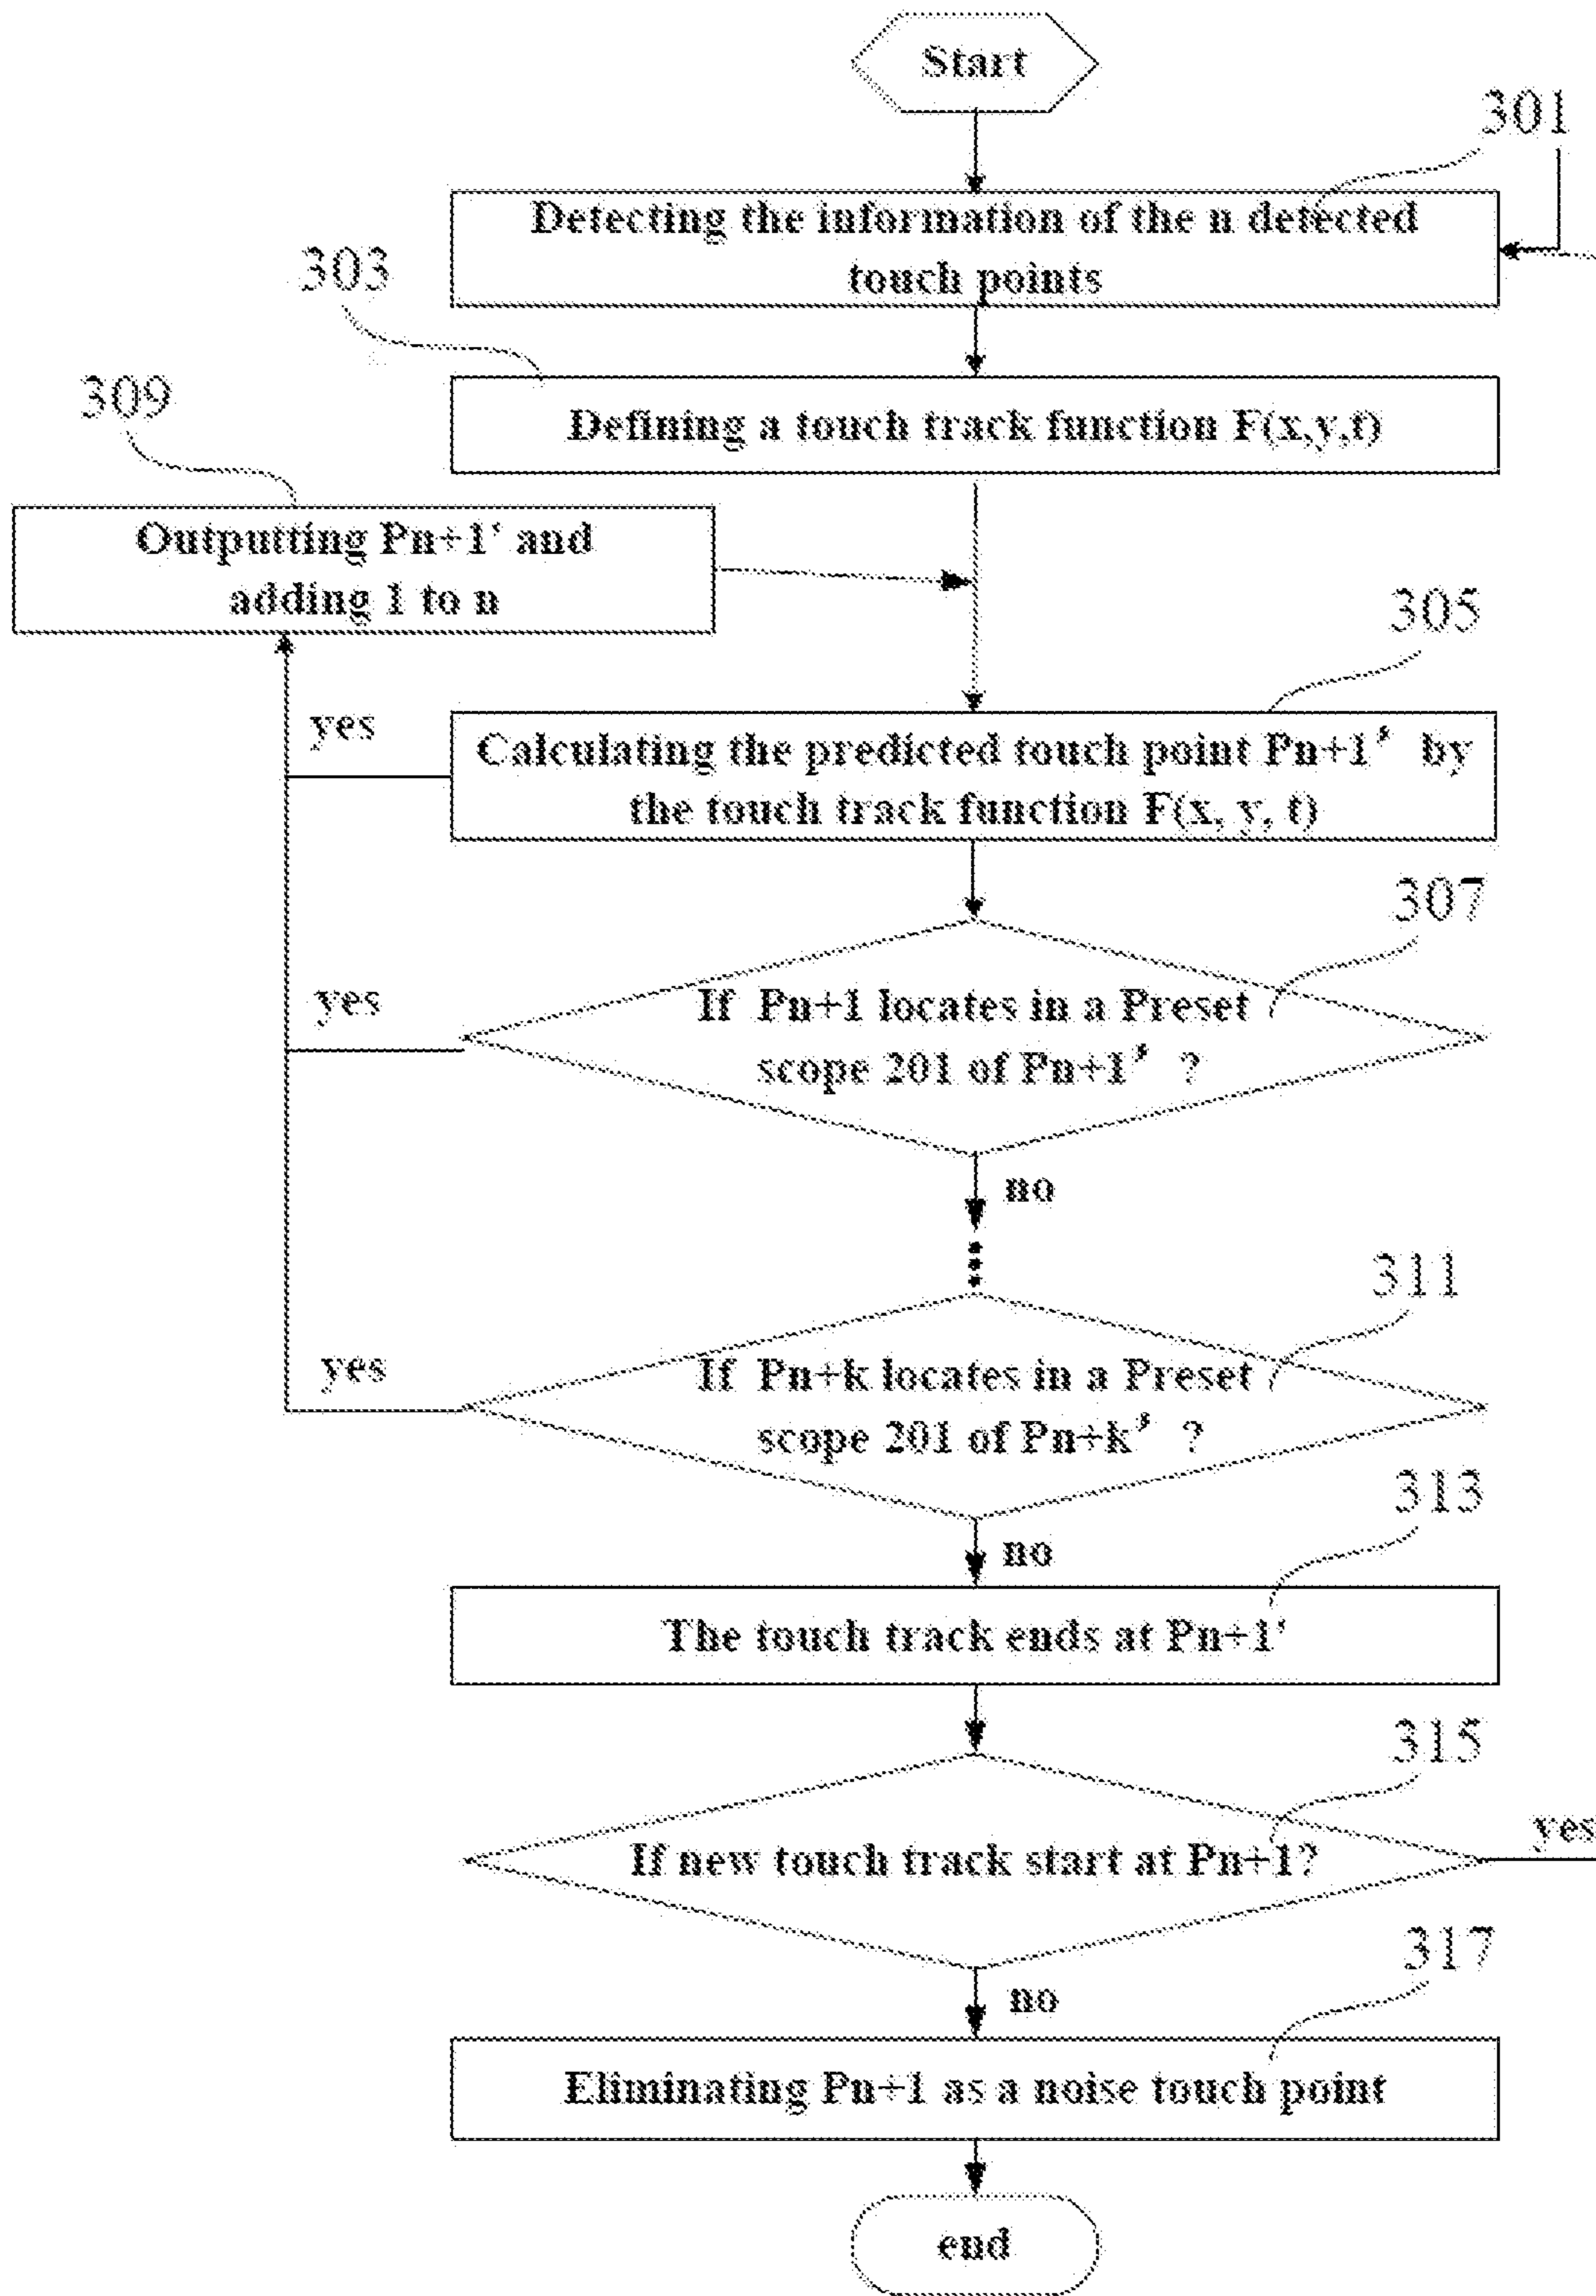 Start
301
Detecting the information of the n detected
touch points
303
Defining a touch track function F(x,y,t)
309
Outputting Pn+1'and
adding 1 to n
305
yes
Calculating the predicted touch point Pn+1' by
the touch track function F(x, y, t)
307
yes
If Pn+1 locates in a Preset
scope 201 of Pn+1' ?
no
311
yes
If Pn+k locates in a Preset
scope 201 of Pn+k' ?
313
no
The touch track ends at Pn+1'
315
yes
If new touch track start at Pn+1?
317
no
Eliminating Pn+1 as a noise touch point
end